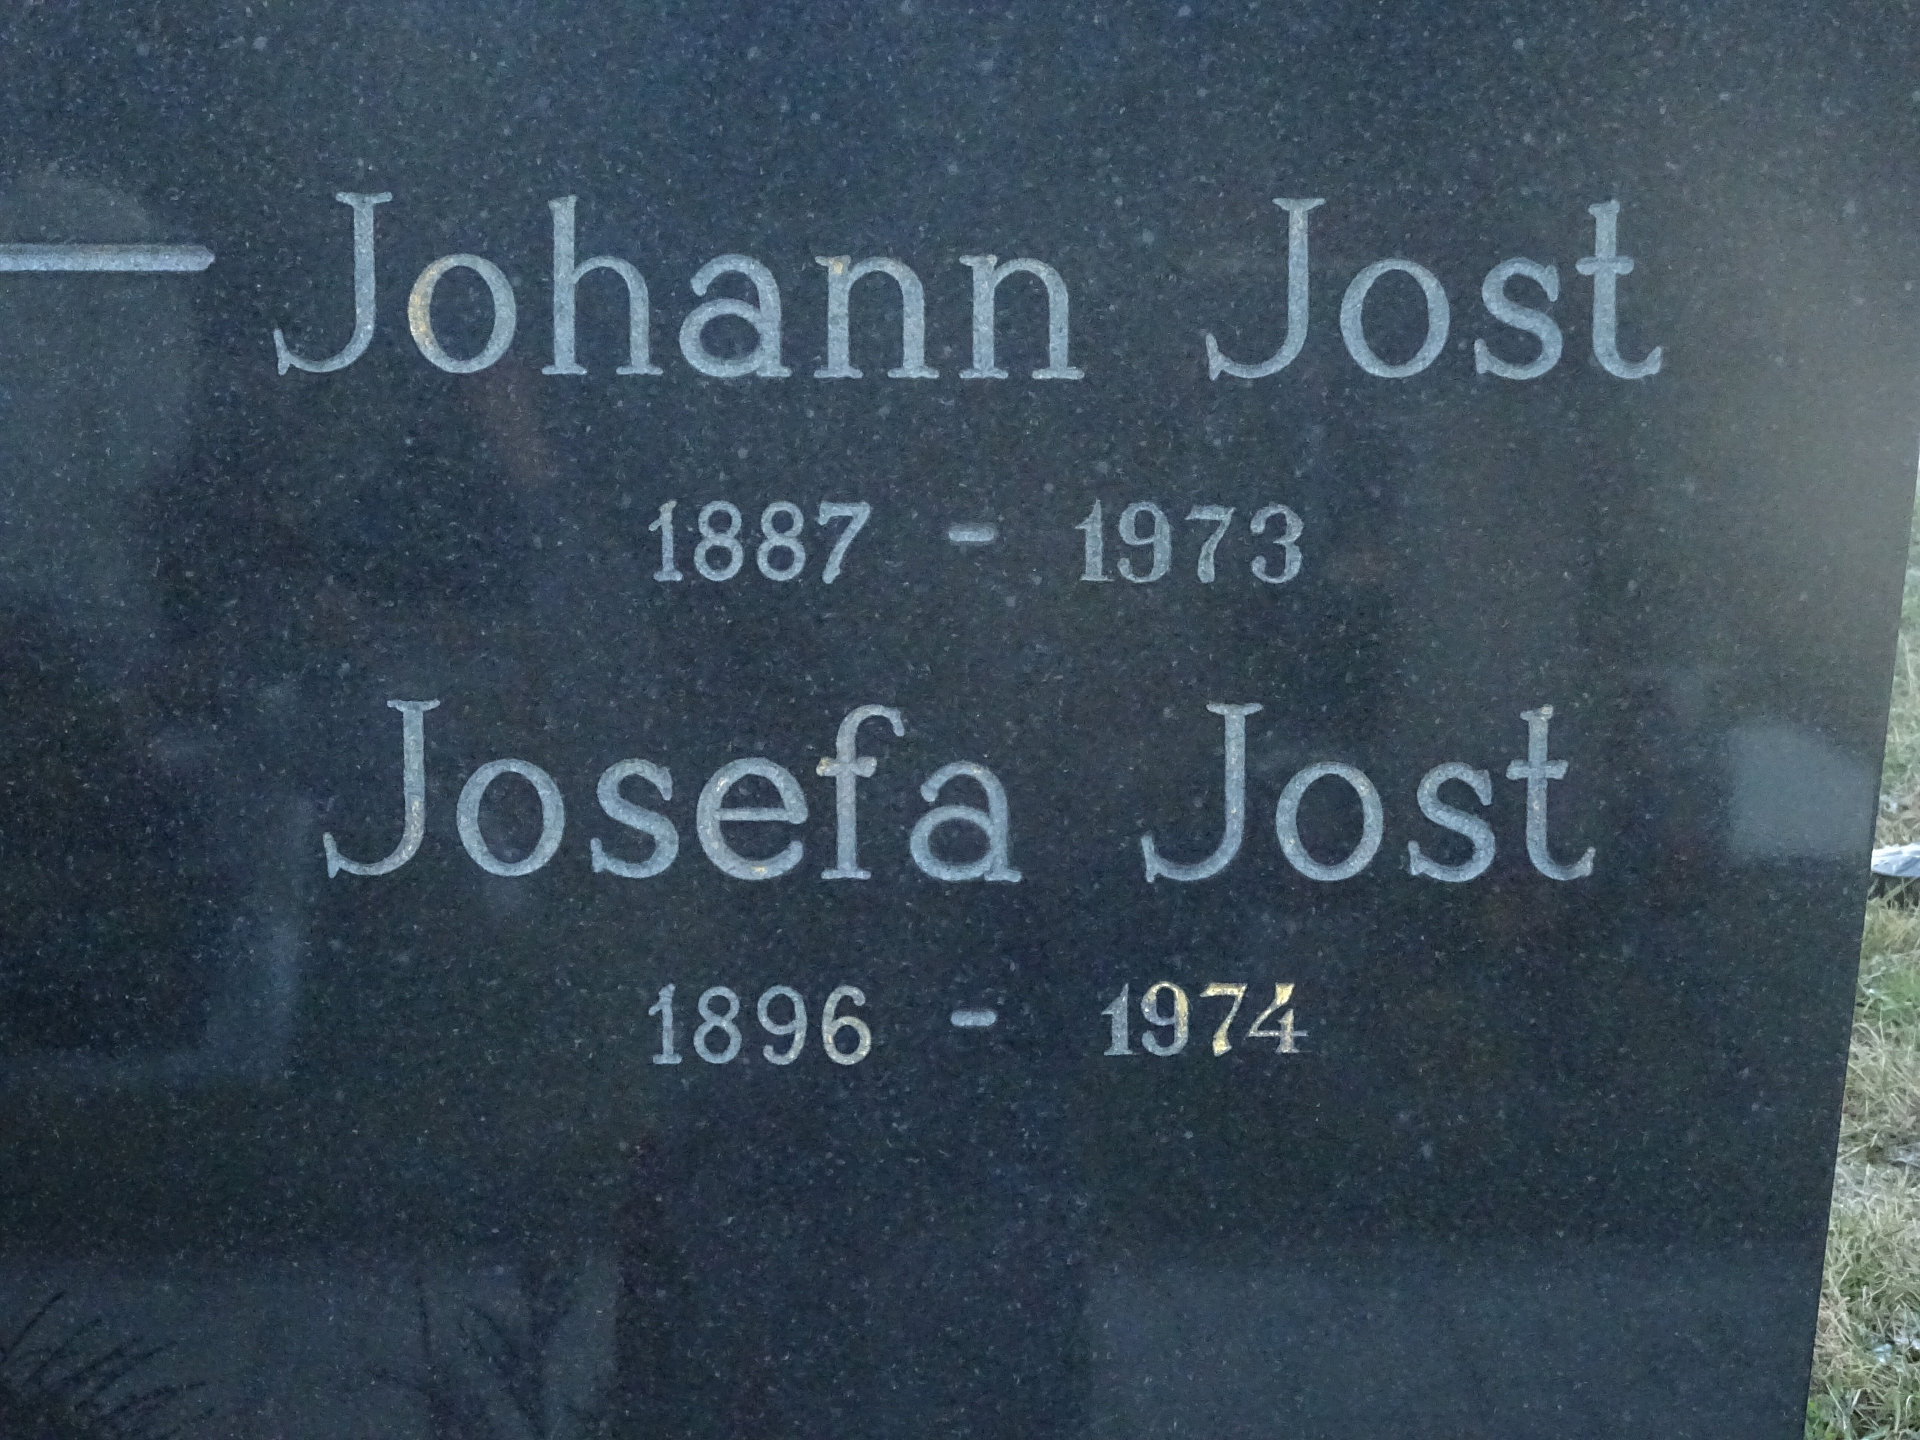 Johann Jost
1887 - 1973
Josefa Jost
1896 - 1974